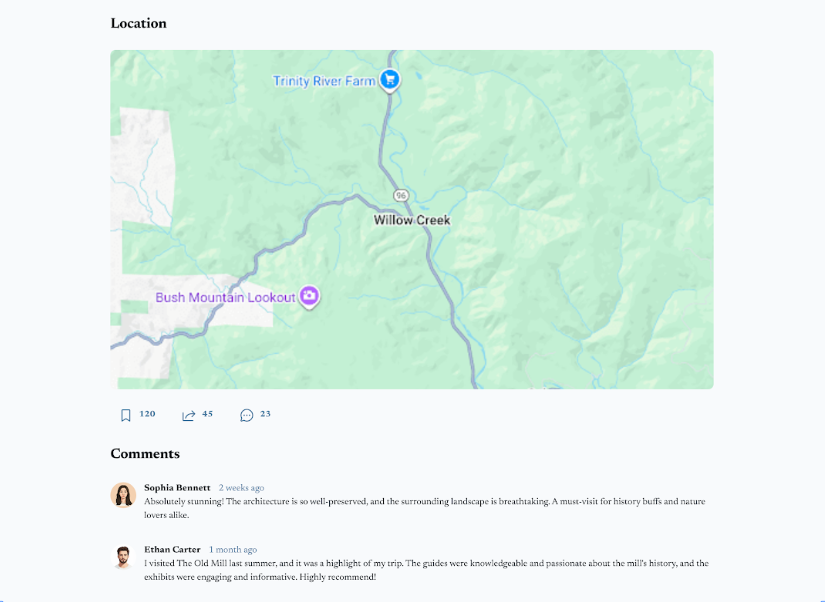 Location
Trinity River Farm
96
Willow Creek
Bush Mountain Lookout
120 45 23
Comments
Sophia Bennett 2 weeks ago
Absolutely stunning! The architecture is so well-preserved, and the surrounding landscape is breathtaking. A must-visit for history buffs and nature
lovers alike.
Ethan Carter 1 month ago
I visited The Old Mill last summer, and it was a highlight of my trip. The guides were knowledgeable and passionate about the mill's history, and the
exhibits were engaging and informative. Highly recommend!